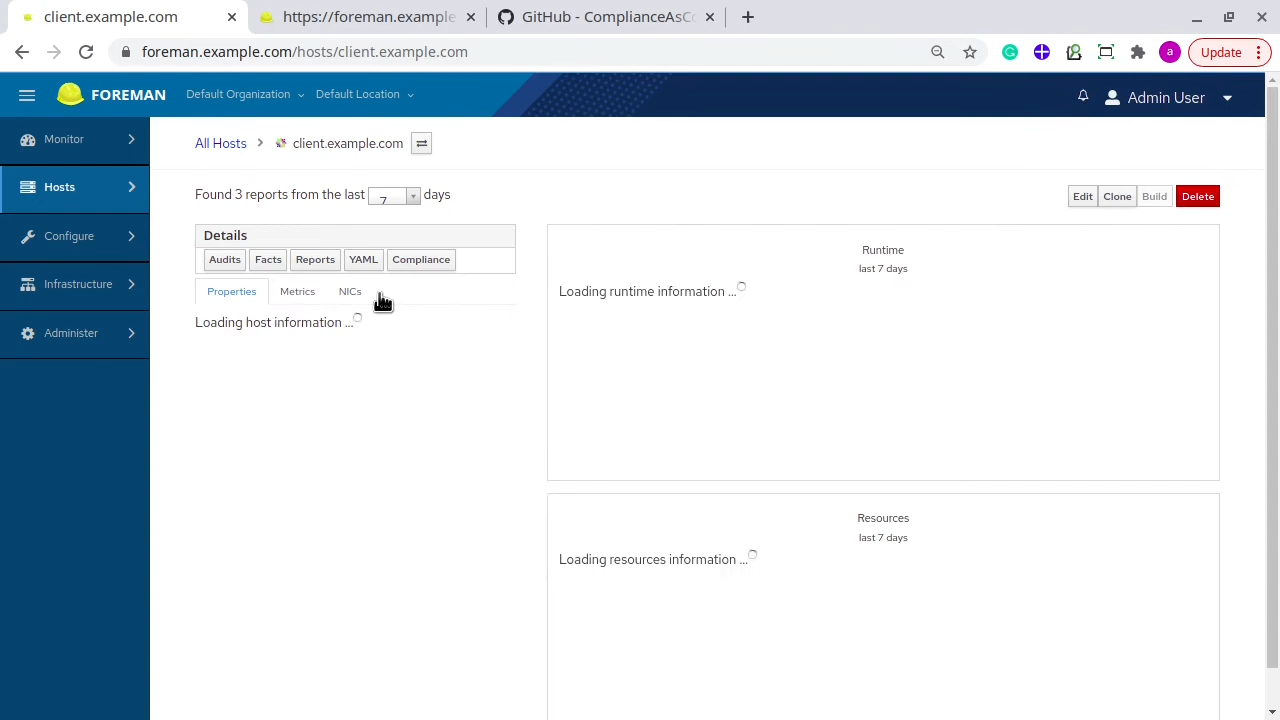 client.example.com
https://foreman.example
GitHub - ComplianceAsCo
foreman.example.com/hosts/client.example.com
a
Update
FOREMAN
Default Organization
Default Location
Admin User
Monitor
Hosts
Configure
Infrastructure
Administer
All Hosts
client.example.com
Found 3 reports from the last 7 days
Edit
Clone
Build
Delete
Details
Audits
Facts
Reports
YAML
Compliance
Properties
Metrics
NICs
Loading host information ...
Runtime
last 7 days
Loading runtime information ...
Resources
last 7 days
Loading resources information ...